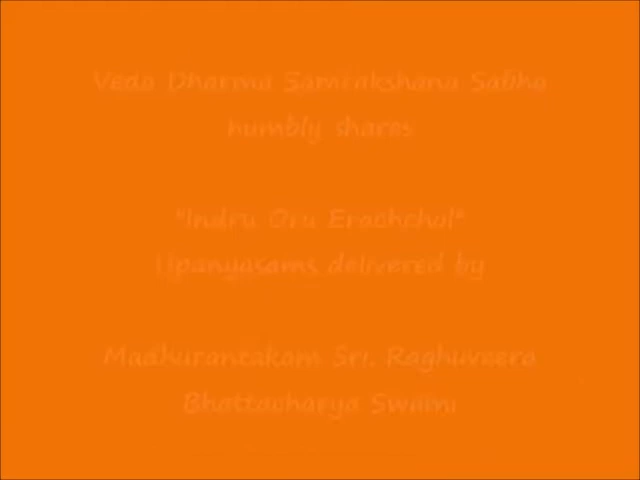 Veda Dharma Samrakshana Sabha
humbly shares
"Indru Oru Erachchol"
Upanyasams delivered by
Madhurantakam Sri. Raghuveera
Bhattacharya Swami